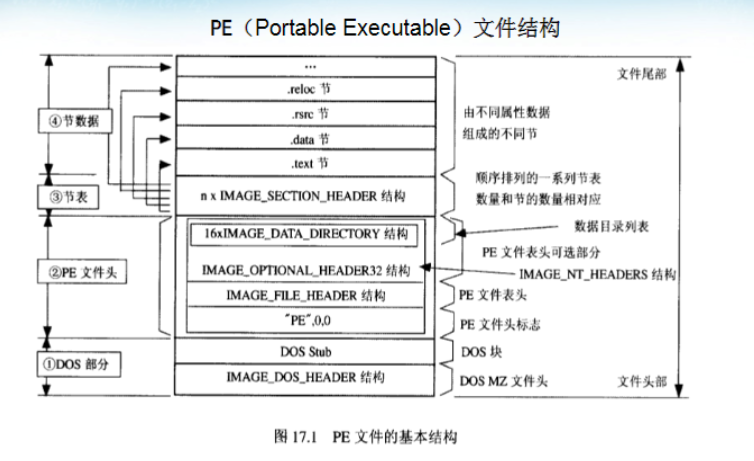 PE（Portable Executable）文件结构
…
文件尾部
.reloc 节
④节数据
.rsrc 节
由不同属性数据
组成的不同节
.data 节
.text 节
③节表
n x IMAGE_SECTION_HEADER 结构
顺序排列的一系列节表
数量和节的数量相对应
16xIMAGE_DATA_DIRECTORY 结构
数据目录列表
PE 文件表头可选部分
②PE 文件头
IMAGE_OPTIONAL_HEADER32 结构
IMAGE_NT_HEADERS 结构
IMAGE_FILE_HEADER 结构
PE 文件表头
"PE",0,0
PE 文件头标志
①DOS 部分
DOS Stub
DOS 块
IMAGE_DOS_HEADER 结构
DOS MZ 文件头
文件头部
图 17.1 PE 文件的基本结构